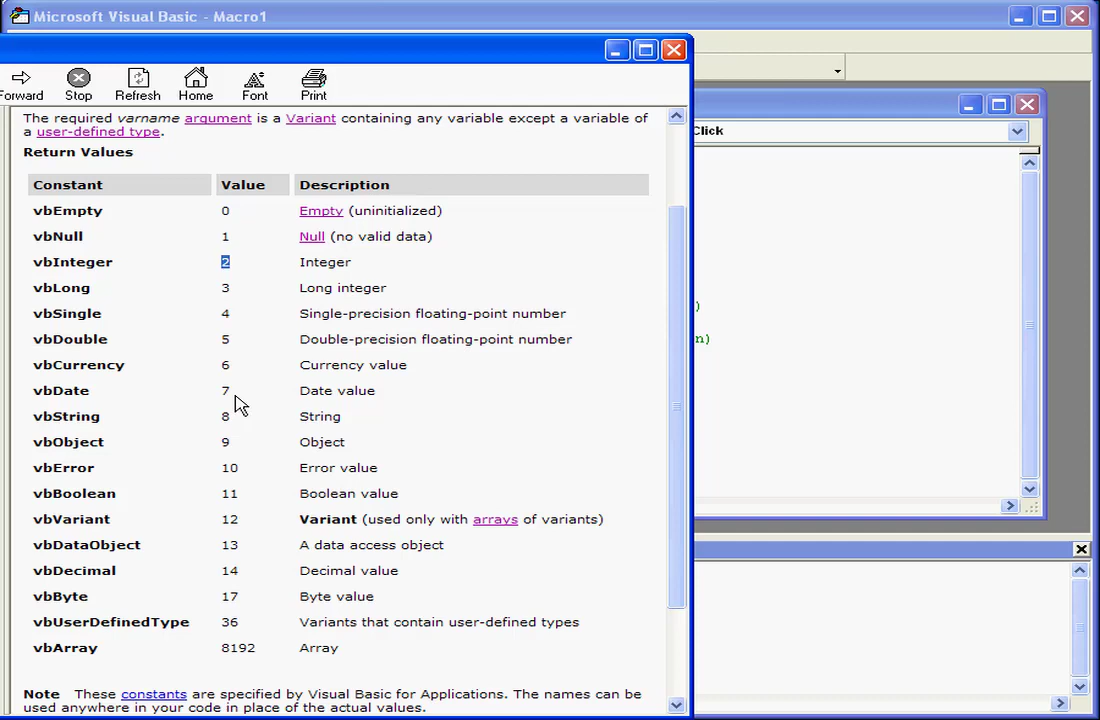 Microsoft Visual Basic - Macro1
Forward Stop Refresh Home Font Print
The required varname argument is a Variant containing any variable except a variable of
a user-defined type.
Return Values
Constant Value Description
vbEmpty 0 Empty (uninitialized)
vbNull 1 Null (no valid data)
vbInteger 2 Integer
vbLong 3 Long integer
vbSingle 4 Single-precision floating-point number
vbDouble 5 Double-precision floating-point number
vbCurrency 6 Currency value
vbDate 7 Date value
vbString 8 String
vbObject 9 Object
vbError 10 Error value
vbBoolean 11 Boolean value
vbVariant 12 Variant (used only with arrays of variants)
vbDataObject 13 A data access object
vbDecimal 14 Decimal value
vbByte 17 Byte value
vbUserDefinedType 36 Variants that contain user-defined types
vbArray 8192 Array
Note These constants are specified by Visual Basic for Applications. The names can be
used anywhere in your code in place of the actual values.
Click
)
n)